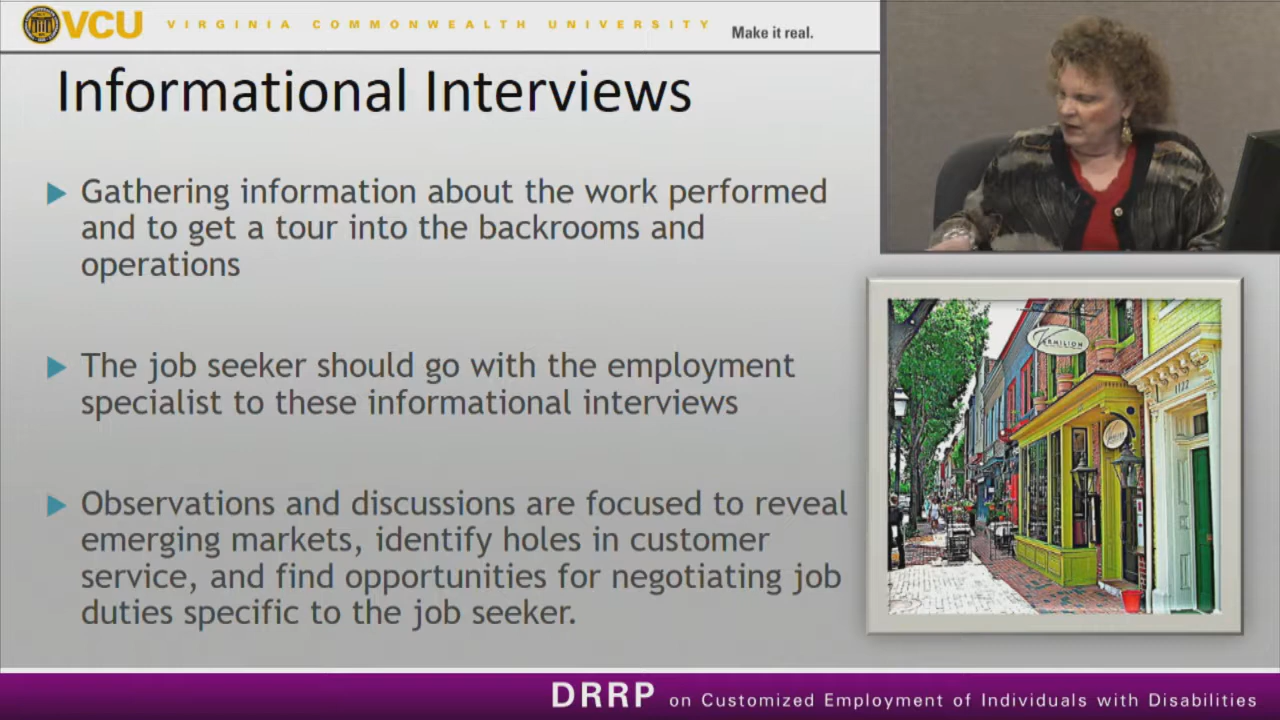 VCU VIRGINIA COMMONWEALTH UNIVERSITY Make it real.
Informational Interviews
Gathering information about the work performed
and to get a tour into the backrooms and
operations
The job seeker should go with the employment
specialist to these informational interviews
Observations and discussions are focused to reveal
emerging markets, identify holes in customer
service, and find opportunities for negotiating job
duties specific to the job seeker.
VERMILION
1122
DRRP on Customized Employment of Individuals with Disabilities